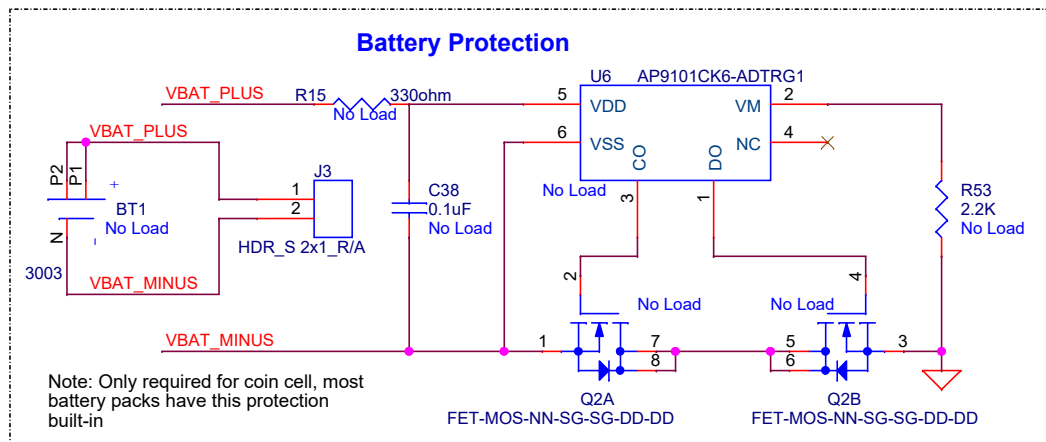 Battery Protection
U6 AP9101CK6-ADTRG1
VBAT_PLUS
R15
330ohm
No Load
5
VDD
VM
2
6
VSS
NC
4
CO
DO
No Load
3
1
VBAT_PLUS
P2
P1
+
BT1
No Load
N
-
3003
VBAT_MINUS
J3
1
2
HDR_S 2x1_R/A
C38
0.1uF
No Load
R53
2.2K
No Load
2
No Load
4
No Load
VBAT_MINUS
1
7
8
5
6
3
Q2A
FET-MOS-NN-SG-SG-DD-DD
Q2B
FET-MOS-NN-SG-SG-DD-DD
Note: Only required for coin cell, most
battery packs have this protection
built-in